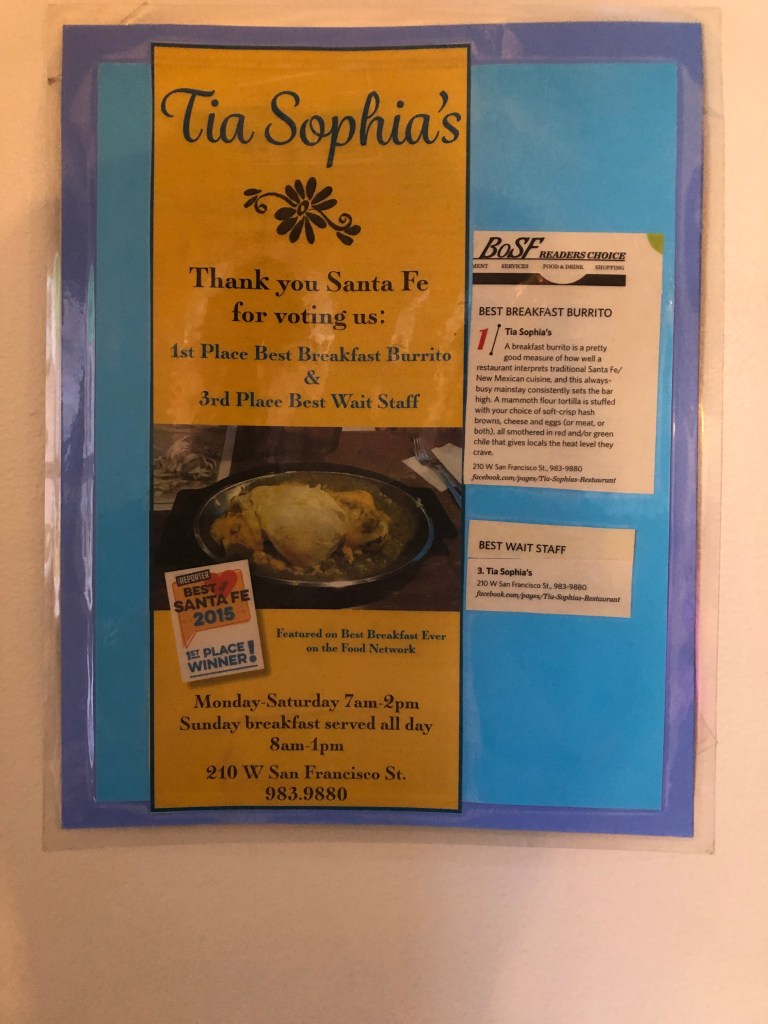 Tia Sophia's
Thank you Santa Fe
for voting us:
1st Place Best Breakfast Burrito
&
3rd Place Best Wait Staff
REPORTER
BEST
SANTA FE
2015
1ST PLACE
WINNER!
Featured on Best Breakfast Ever
on the Food Network
Monday-Saturday 7am-2pm
Sunday breakfast served all day
8am-1pm
210 W San Francisco St.
983.9880
BOSF READERS CHOICE
MENT SERVICES FOOD & DRINK SHOPPING
BEST BREAKFAST BURRITO
1 Tia Sophia's
A breakfast burrito is a pretty
good measure of how well a
restaurant interprets traditional Santa Fe/
New Mexican cuisine, and this always-
busy mainstay consistently sets the bar
high. A mammoth flour tortilla is stuffed
with your choice of soft-crisp hash
browns, cheese and eggs (or meat, or
both), all smothered in red and/or green
chile that gives locals the heat level they
crave.
210 W San Francisco St., 983-9880
facebook.com/pages/Tia-Sophias-Restaurant
BEST WAIT STAFF
3. Tia Sophia's
210 W San Francisco St., 983-9880
facebook.com/pages/Tia-Sophias-Restaurant